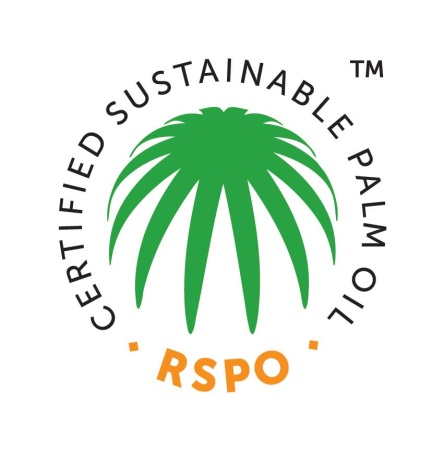 CERTIFIED SUSTAINABLE PALM OIL
TM
· RSPO ·